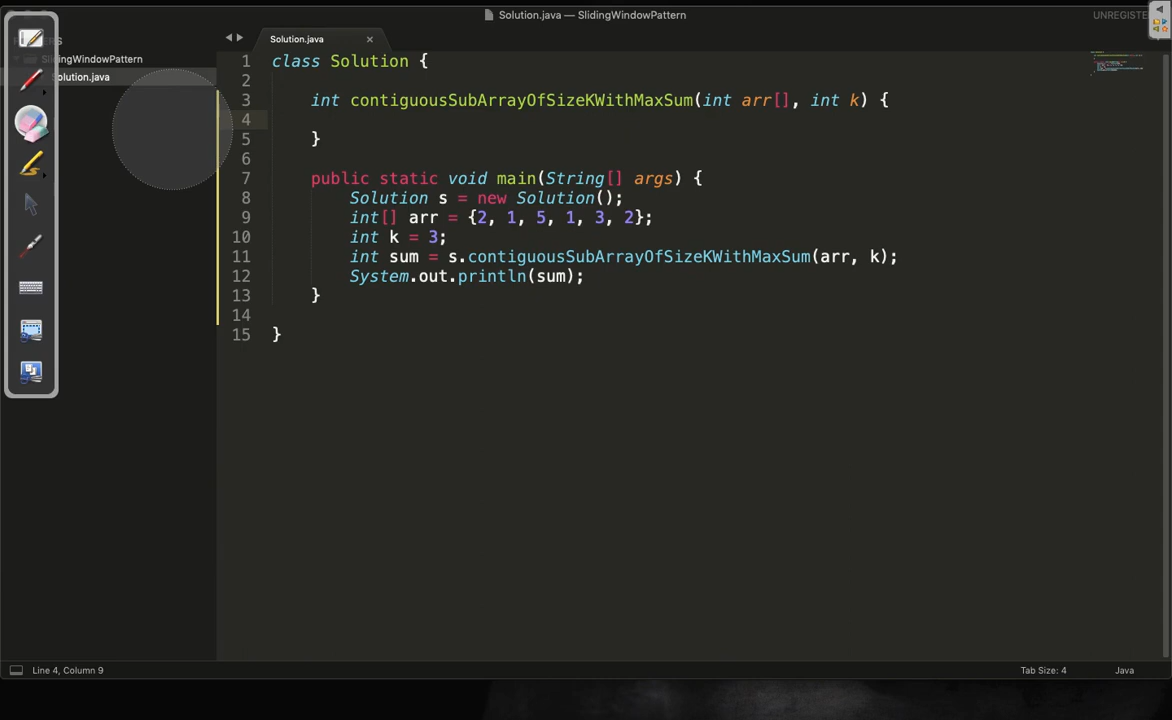 Solution.java — SlidingWindowPattern
UNREGISTE
SlidingWindowPattern
Solution.java
Solution.java
1 class Solution {
2
3 int contiguousSubArrayOfSizeKWithMaxSum(int arr[], int k) {
4
5 }
6
7 public static void main(String[] args) {
8 Solution s = new Solution();
9 int[] arr = {2, 1, 5, 1, 3, 2};
10 int k = 3;
11 int sum = s.contiguousSubArrayOfSizeKWithMaxSum(arr, k);
12 System.out.println(sum);
13 }
14
15 }
Line 4, Column 9
Tab Size: 4
Java